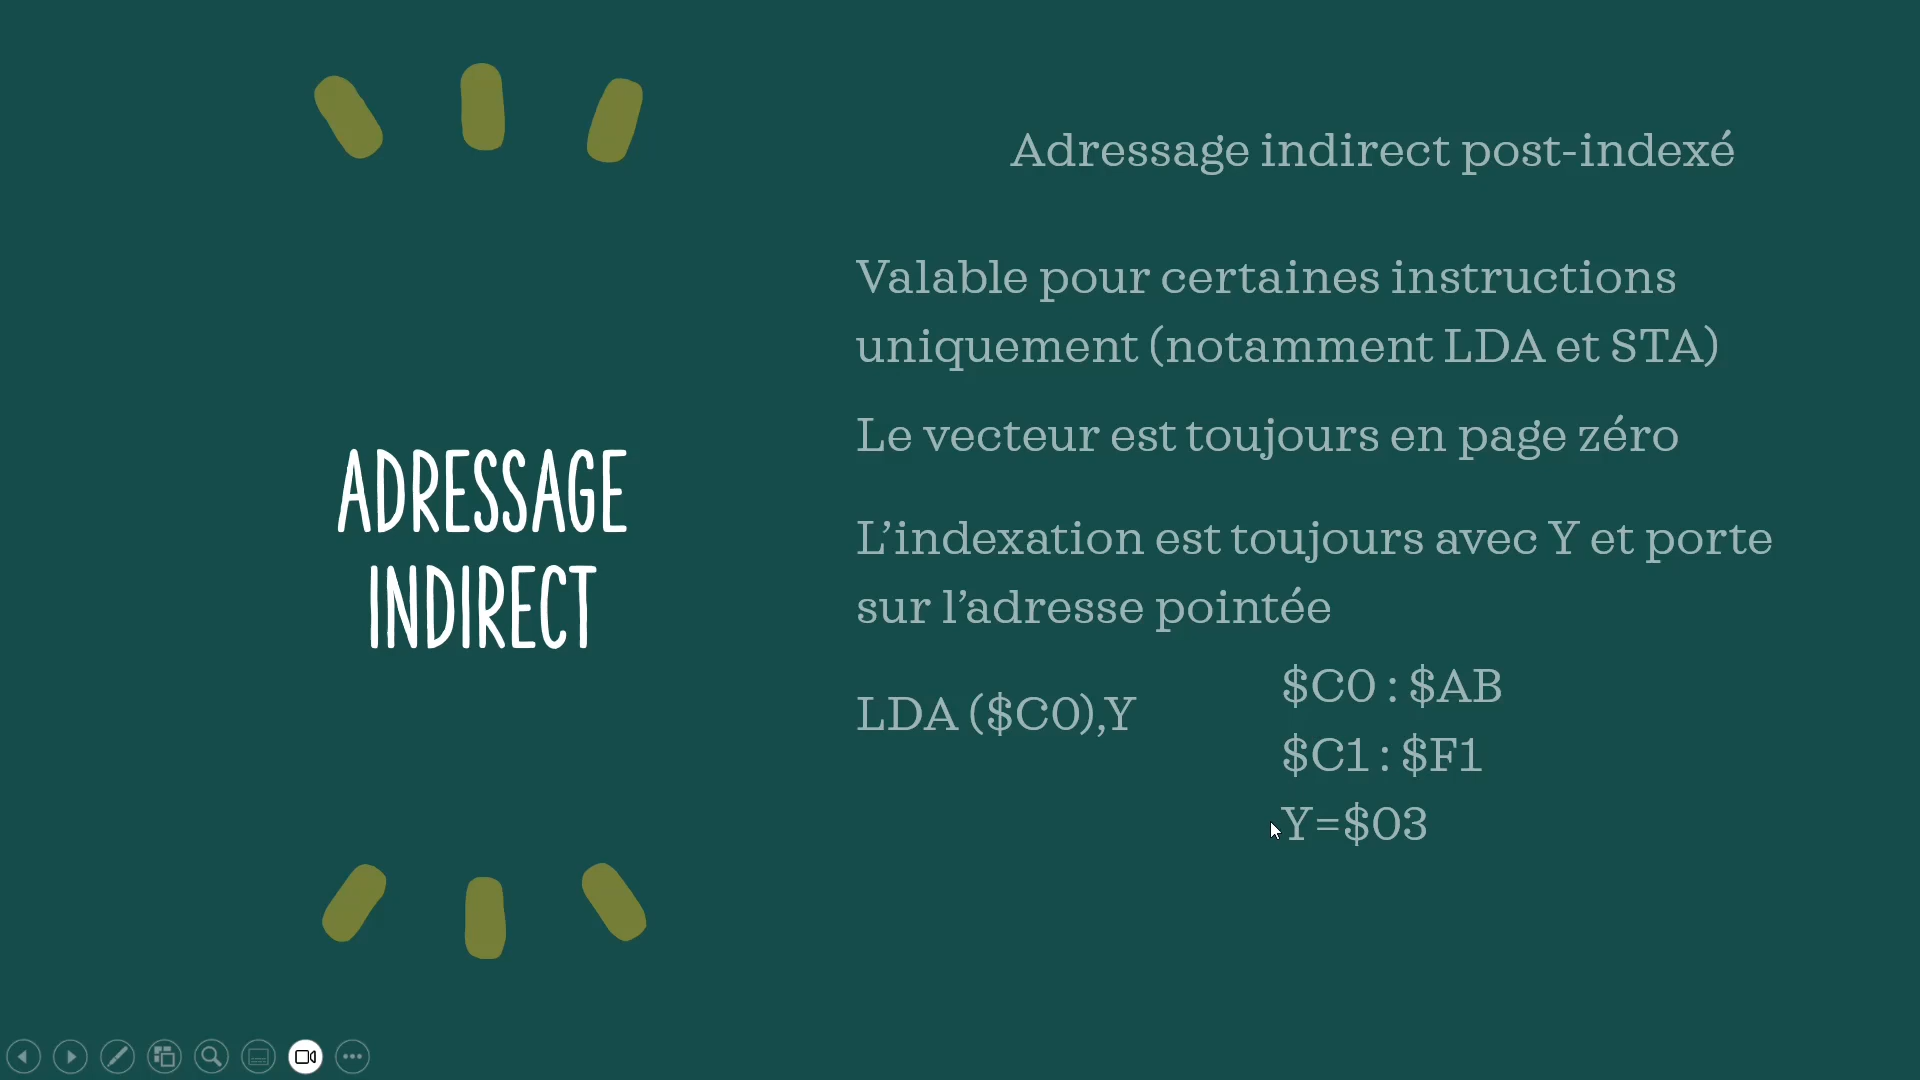 ADRESSAGE
INDIRECT
Adressage indirect post-indexé
Valable pour certaines instructions
uniquement (notamment LDA et STA)
Le vecteur est toujours en page zéro
L’indexation est toujours avec Y et porte
sur l’adresse pointée
LDA ($C0),Y
$C0 : $AB
$C1 : $F1
Y=$03